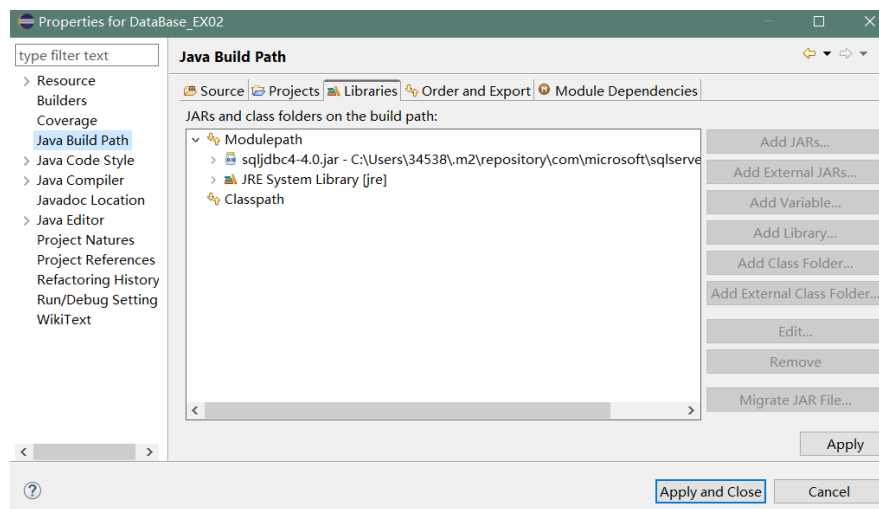 Properties for DataBase_EX02
type filter text
Resource
Builders
Coverage
Java Build Path
Java Code Style
Java Compiler
Javadoc Location
Java Editor
Project Natures
Project References
Refactoring History
Run/Debug Setting
WikiText
Java Build Path
Source Projects Libraries Order and Export Module Dependencies
JARs and class folders on the build path:
Modulepath
sqljdbc4-4.0.jar - C:\Users\34538\.m2\repository\com\microsoft\sqlserve
JRE System Library [jre]
Classpath
Add JARs...
Add External JARs...
Add Variable...
Add Library...
Add Class Folder...
Add External Class Folder...
Edit...
Remove
Migrate JAR File...
Apply
Apply and Close Cancel